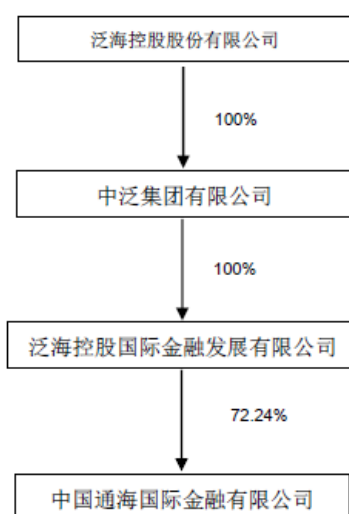 泛海控股股份有限公司
100%
中泛集团有限公司
100%
泛海控股国际金融发展有限公司
72.24%
中国通海国际金融有限公司